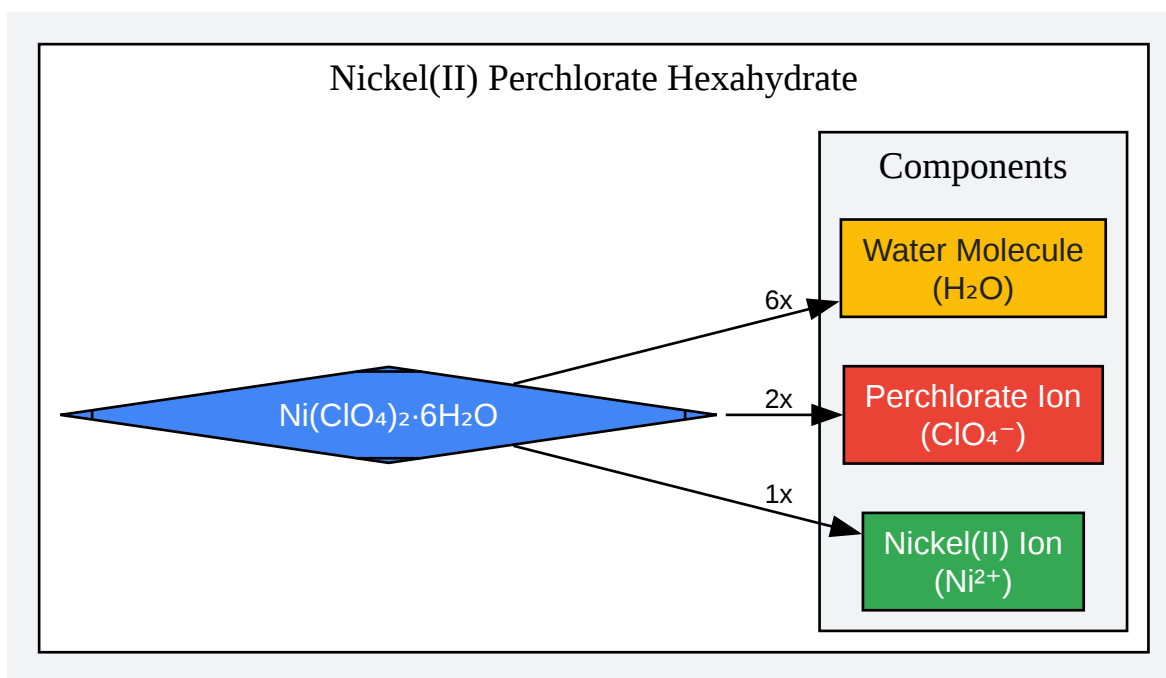 Nickel(II) Perchlorate Hexahydrate
Components
Water Molecule
(H₂O)
6x
Ni(ClO₄)₂·6H₂O
2x
Perchlorate Ion
(ClO₄⁻)
1x
Nickel(II) Ion
(Ni²⁺)